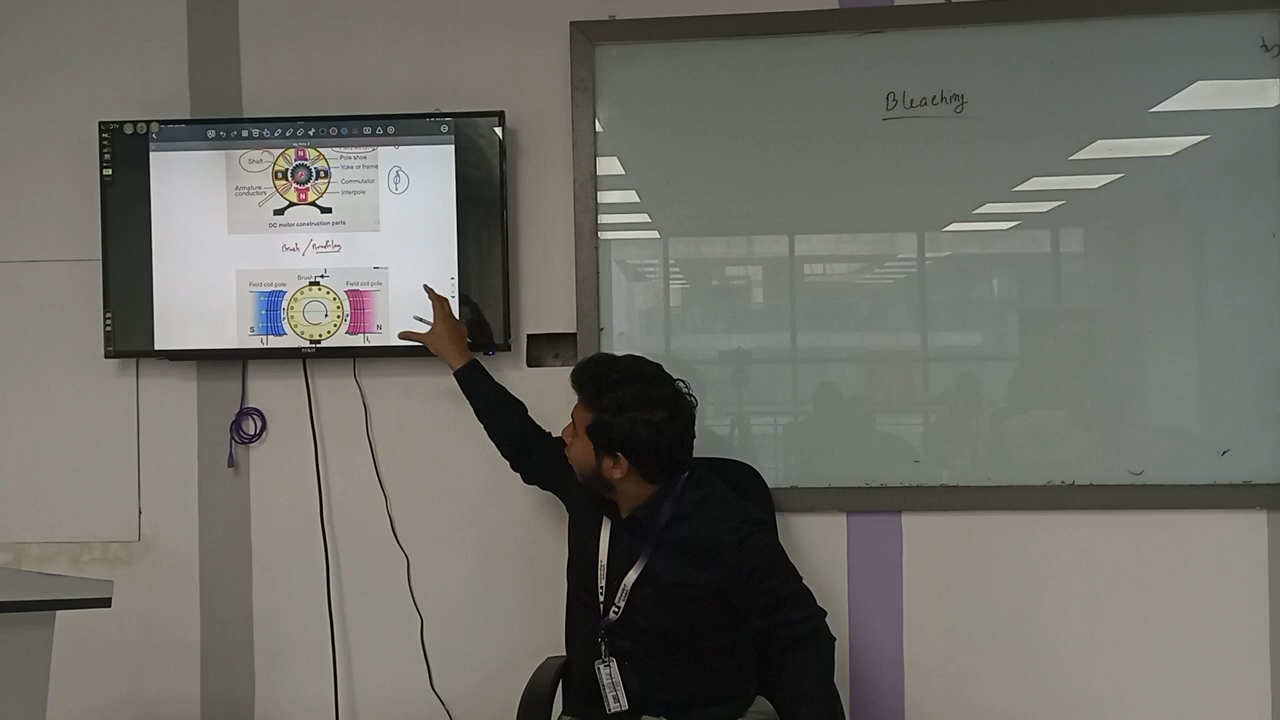 Shaft
Pole shoe
Yoke or frame
Armature
conductors
Commutator
Interpole
DC motor construction parts
Brush /
Brush
Field coil pole
Field coil pole
S
N
Bleaching